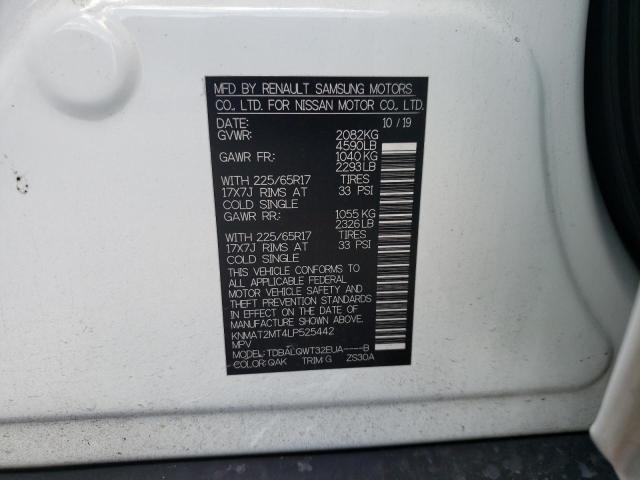 MFD BY RENAULT SAMSUNG MOTORS
CO., LTD. FOR NISSAN MOTOR CO., LTD.
DATE: 10 / 19
GVWR: 2082KG
4590LB
GAWR FR: 1040 KG
2293 LB
WITH 225/65R17 TIRES
17X7J RIMS AT 33 PSI
COLD SINGLE
GAWR RR: 1055 KG
2326 LB
WITH 225/65R17 TIRES
17X7J RIMS AT 33 PSI
COLD SINGLE
THIS VEHICLE CONFORMS TO
ALL APPLICABLE FEDERAL
MOTOR VEHICLE SAFETY AND
THEFT PREVENTION STANDARDS
IN EFFECT ON THE DATE OF
MANUFACTURE SHOWN ABOVE.
KNMAT2MT4LP525442
MPV
MODEL: TDBALQWT32EUA----B
COLOR: QAK TRIM: G ZS30A